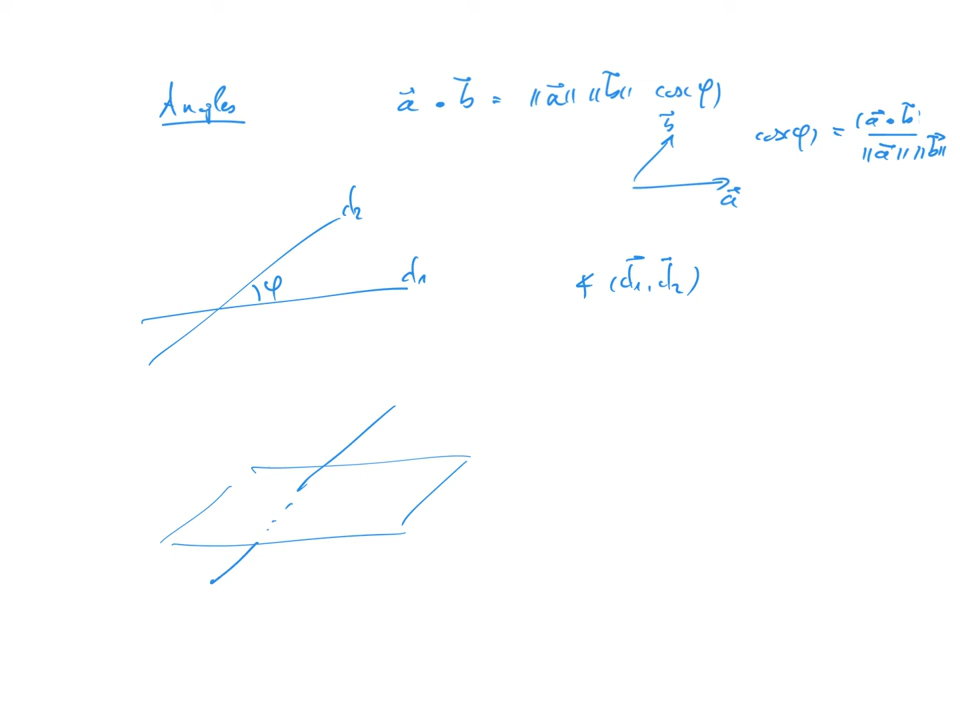 Angles
a⃗ • b⃗ = ||a⃗|| ||b⃗|| cos(φ)
b⃗
a⃗
cos(φ) = (a⃗ • b⃗ / ||a⃗|| ||b⃗||
d₂
φ
d₁
∢ (d⃗₁, d⃗₂)